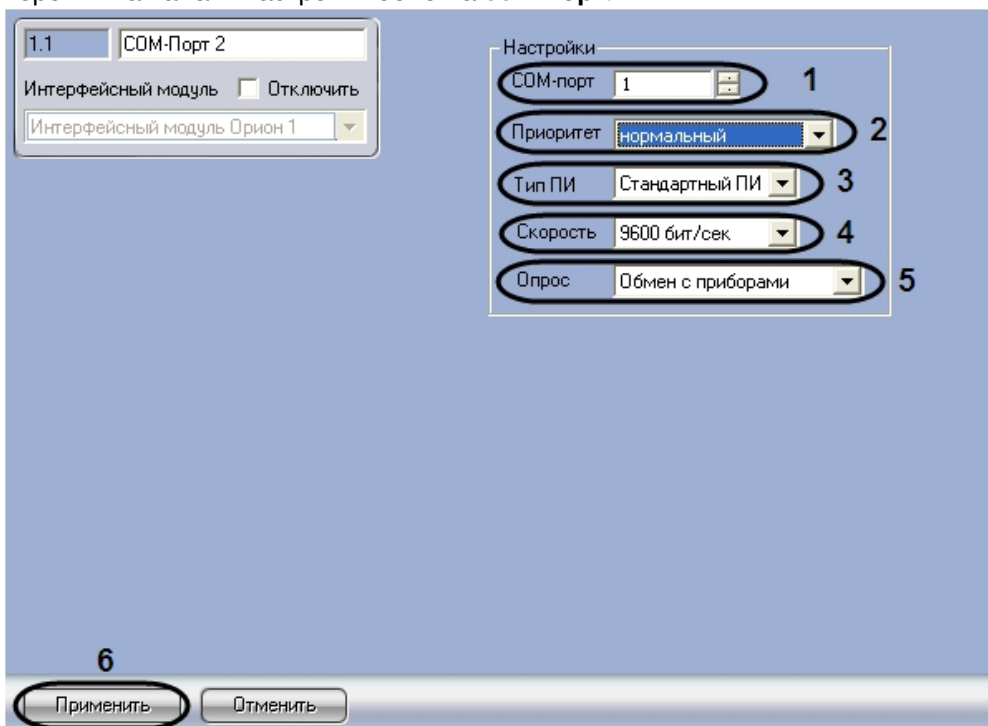 1.1 COM-Порт 2
Интерфейсный модуль Отключить
Интерфейсный модуль Орион 1
Настройки
COM-порт 1 1
Приоритет нормальный 2
Тип ПИ Стандартный ПИ 3
Скорость 9600 бит/сек 4
Опрос Обмен с приборами 5
6
Применить Отменить